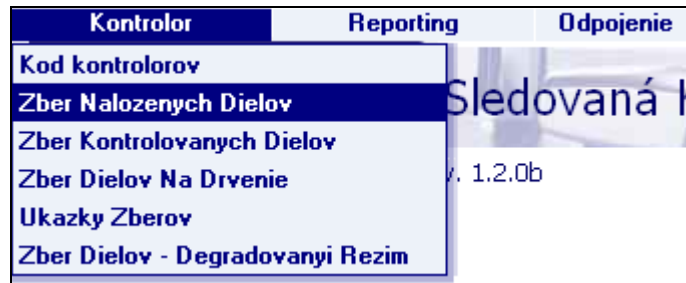 Kontrolor Reporting Odpojenie
Kod kontrolorov
Zber Nalozenych Dielov
Sledovaná
Zber Kontrolovanych Dielov
Zber Dielov Na Drvenie
v. 1.2.0b
Ukazky Zberov
Zber Dielov - Degradovanyi Rezim